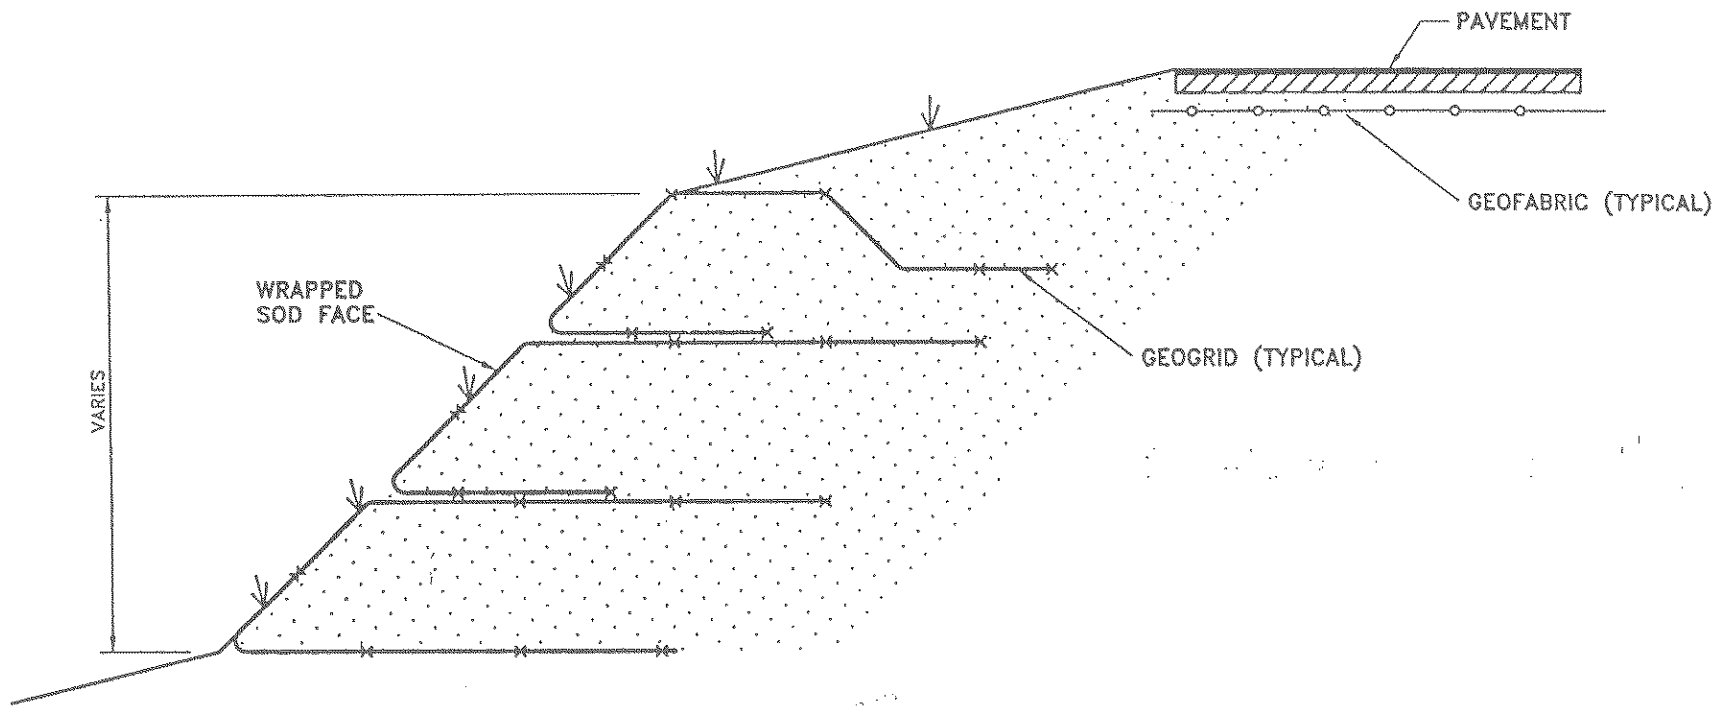 PAVEMENT
GEOFABRIC (TYPICAL)
WRAPPED
SOD FACE
GEOGRID (TYPICAL)
VARIES